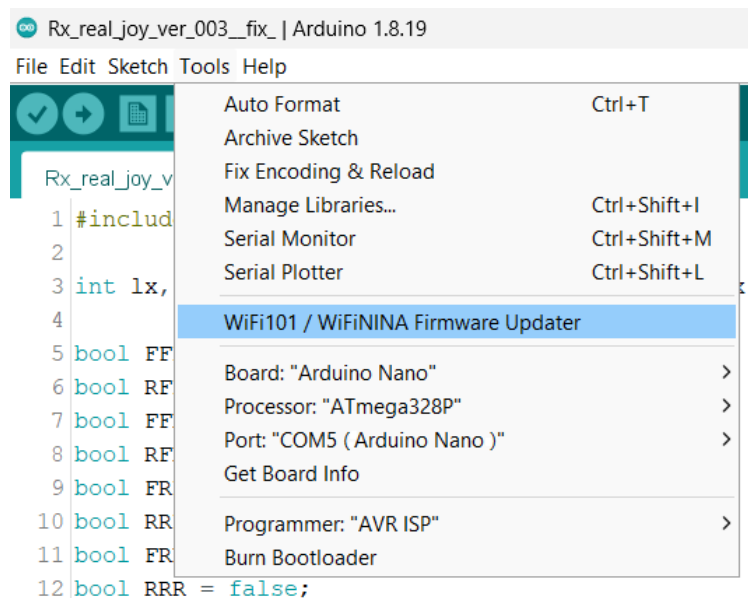 Rx_real_joy_ver_003__fix_ | Arduino 1.8.19
File Edit Sketch Tools Help
Auto Format Ctrl+T
Archive Sketch
Fix Encoding & Reload
Manage Libraries... Ctrl+Shift+I
Serial Monitor Ctrl+Shift+M
Serial Plotter Ctrl+Shift+L
WiFi101 / WiFiNINA Firmware Updater
Board: "Arduino Nano"
Processor: "ATmega328P"
Port: "COM5 ( Arduino Nano )"
Get Board Info
Programmer: "AVR ISP"
Burn Bootloader
Rx_real_joy_v
1 #includ
2
3 int lx,
4
5 bool FF
6 bool RF
7 bool FF
8 bool RF
9 bool FR
10 bool RR
11 bool FR
12 bool RRR = false;